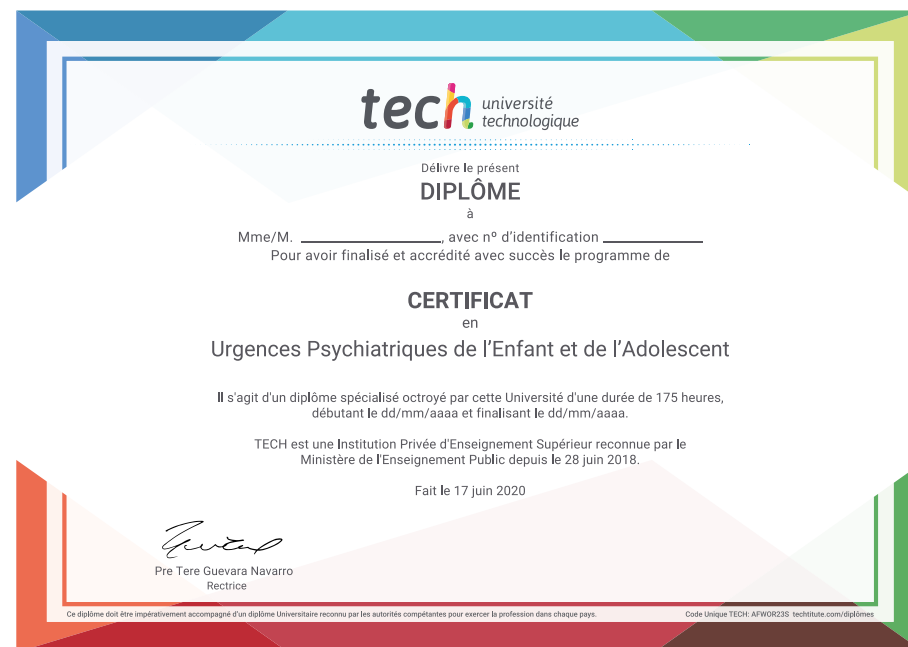 tech université
technologique
Délivre le présent
DIPLÔME
à
Mme/M. ____________________, avec nº d'identification ______________
Pour avoir finalisé et accrédité avec succès le programme de
CERTIFICAT
en
Urgences Psychiatriques de l'Enfant et de l'Adolescent
Il s'agit d'un diplôme spécialisé octroyé par cette Université d'une durée de 175 heures,
débutant le dd/mm/aaaa et finalisant le dd/mm/aaaa.
TECH est une Institution Privée d'Enseignement Supérieur reconnue par le
Ministère de l'Enseignement Public depuis le 28 juin 2018.
Fait le 17 juin 2020
Pre Tere Guevara Navarro
Rectrice
Ce diplôme doit être impérativement accompagné d'un diplôme Universitaire reconnu par les autorités compétantes pour exercer la profession dans chaque pays.
Code Unique TECH: AFWOR23S techtitute.com/diplômes